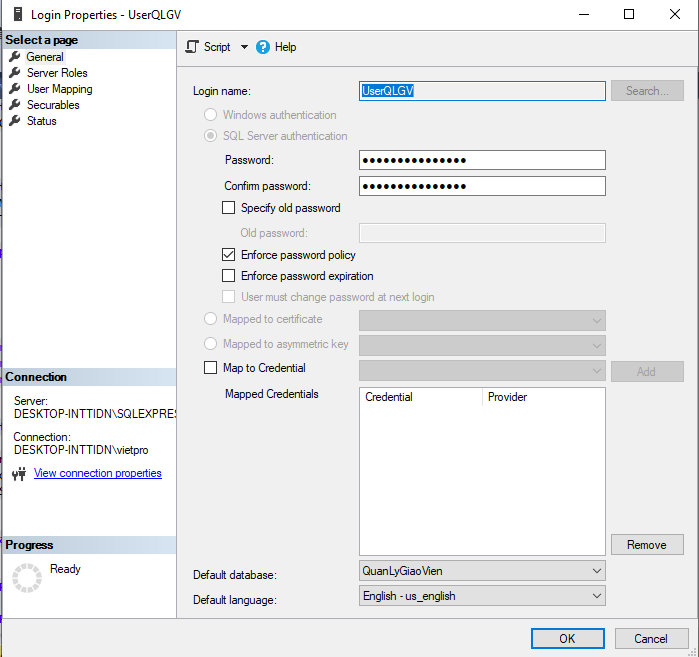 Login Properties - UserQLGV
Select a page
General
Server Roles
User Mapping
Securables
Status
Script
Help
Login name:
UserQLGV
Search...
Windows authentication
SQL Server authentication
Password:
●●●●●●●●●●●●●●●
Confirm password:
●●●●●●●●●●●●●●●
Specify old password
Old password:
Enforce password policy
Enforce password expiration
User must change password at next login
Mapped to certificate
Mapped to asymmetric key
Map to Credential
Add
Mapped Credentials
Credential Provider
Remove
Default database:
QuanLyGiaoVien
Default language:
English - us_english
Connection
Server:
DESKTOP-INTTIDN\SQLEXPRES
Connection:
DESKTOP-INTTIDN\vietpro
View connection properties
Progress
Ready
OK
Cancel